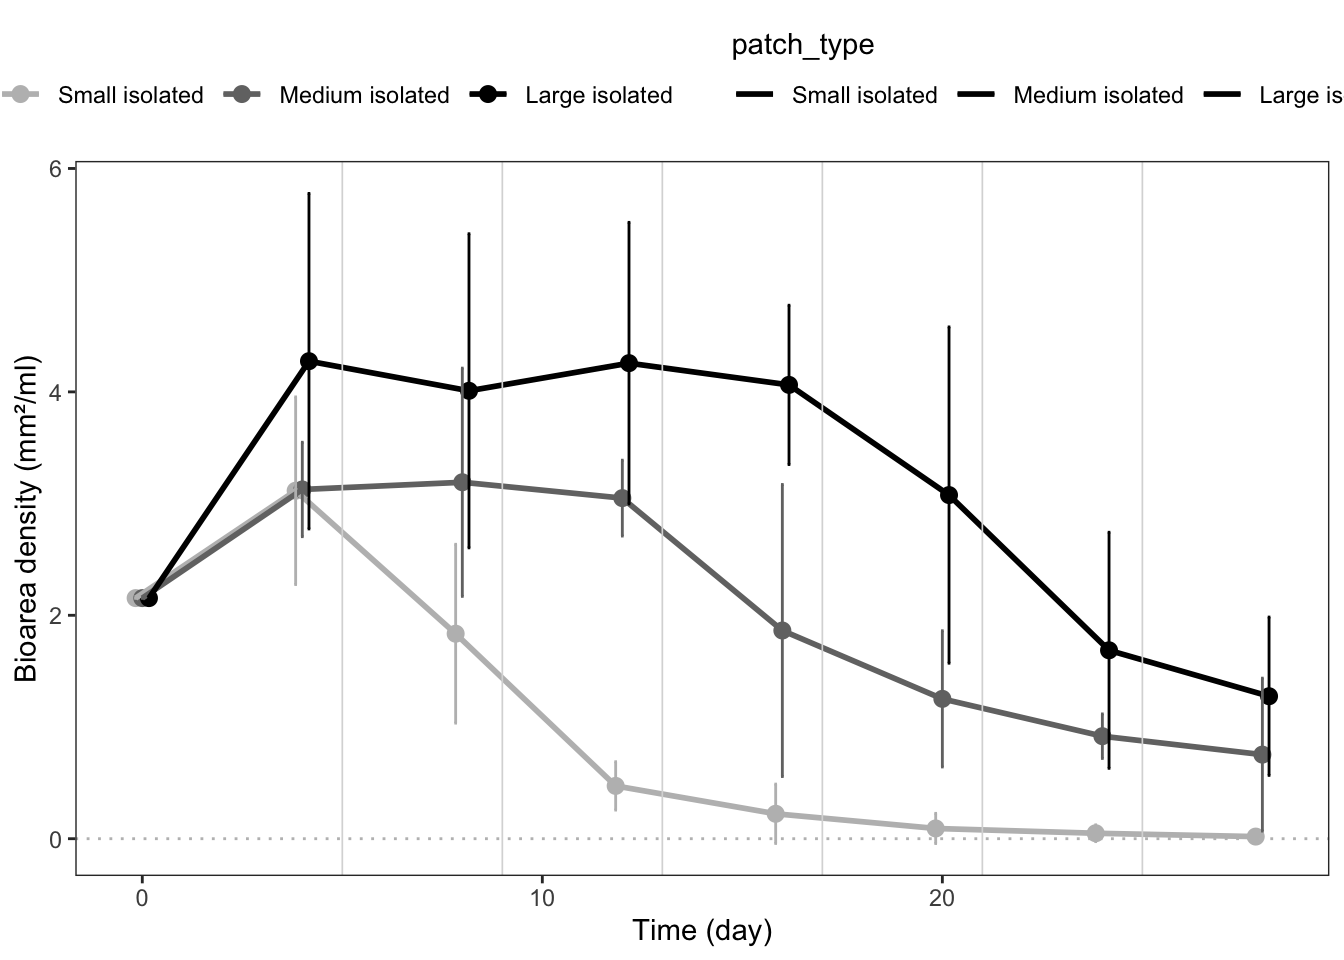 patch_type
Small isolated Medium isolated Large isolated Small isolated Medium isolated Large is
6
4
2
0
Bioarea density (mm²/ml)
0 10 20
Time (day)